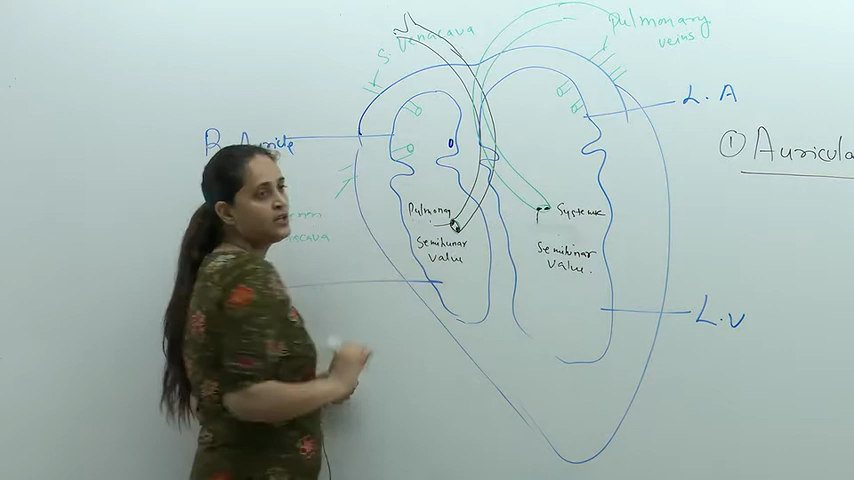 S. Venacava
Pulmonary
veins
L. A
① Auricula
R. Auricle
Pulmonary
Semilunar
valve
Systemic
Semilunar
valve.
L. V